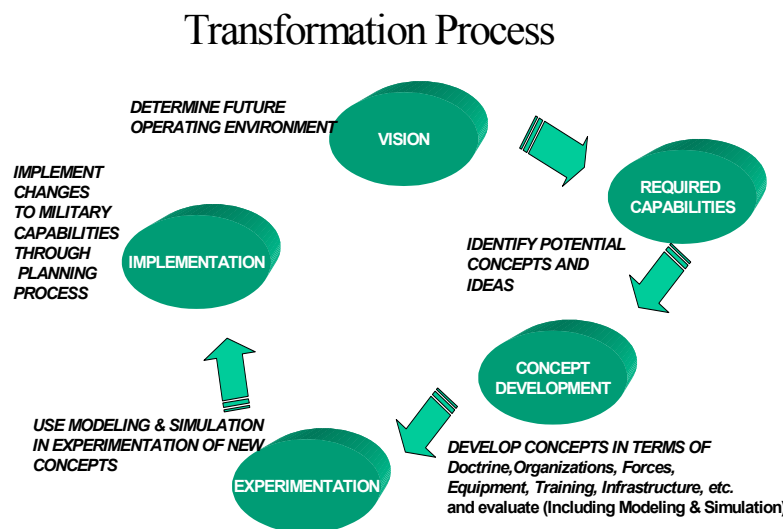 Transformation Process
DETERMINE FUTURE
OPERATING ENVIRONMENT
VISION
REQUIRED
CAPABILITIES
IDENTIFY POTENTIAL
CONCEPTS AND
IDEAS
CONCEPT
DEVELOPMENT
DEVELOP CONCEPTS IN TERMS OF
Doctrine,Organizations, Forces,
Equipment, Training, Infrastructure, etc.
and evaluate (Including Modeling & Simulation)
EXPERIMENTATION
USE MODELING & SIMULATION
IN EXPERIMENTATION OF NEW
CONCEPTS
IMPLEMENTATION
IMPLEMENT
CHANGES
TO MILITARY
CAPABILITIES
THROUGH
PLANNING
PROCESS